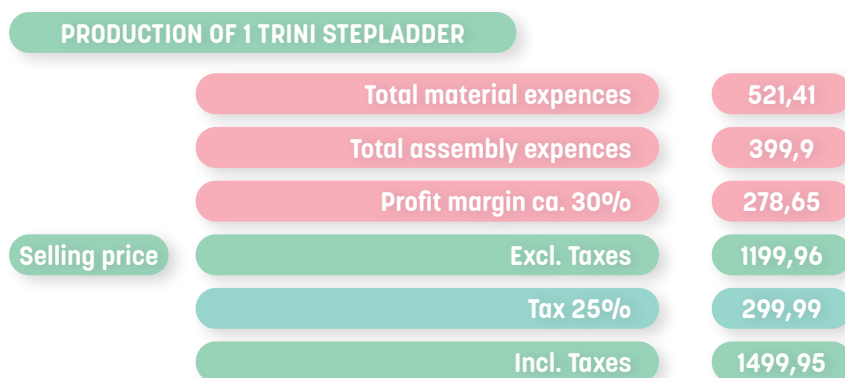 PRODUCTION OF 1 TRINI STEPLADDER
Total material expences 521,41
Total assembly expences 399,9
Profit margin ca. 30% 278,65
Selling price Excl. Taxes 1199,96
Tax 25% 299,99
Incl. Taxes 1499,95